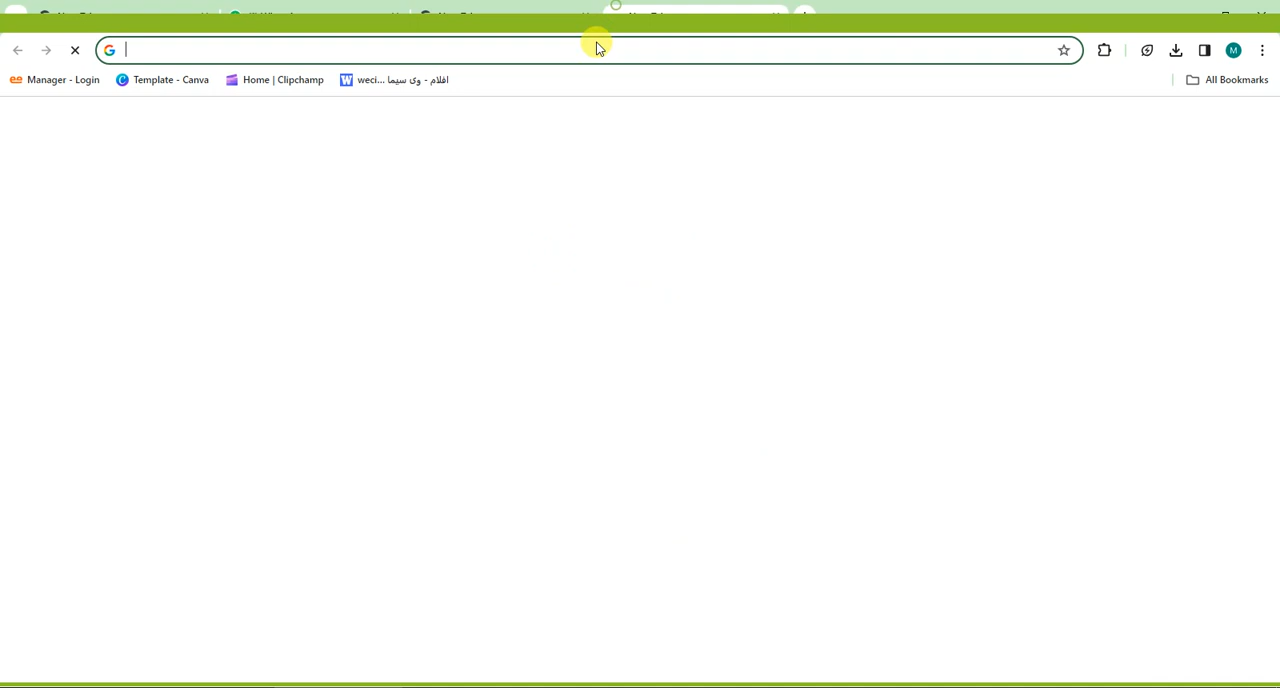 Manager - Login
Template - Canva
Home | Clipchamp
weci... افلام - وى سيما
All Bookmarks
M